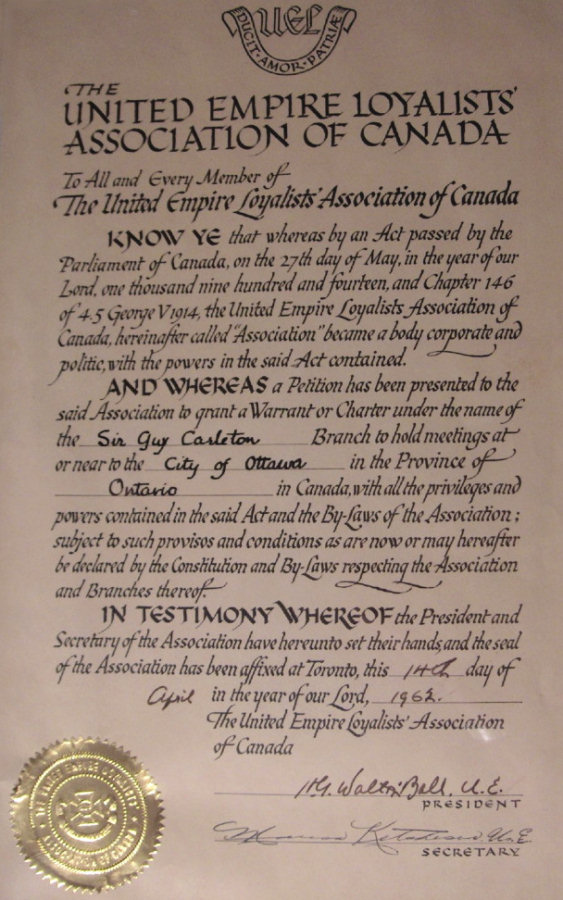 UEL
DUCIT·AMOR·PATRIÆ
THE
UNITED EMPIRE LOYALISTS'
ASSOCIATION OF CANADA
To All and Every Member of
The United Empire Loyalists' Association of Canada
KNOW YE that whereas by an Act passed by the
Parliament of Canada, on the 27th day of May, in the year of our
Lord, one thousand nine hundred and fourteen, and Chapter 146
of 4.5 George V 1914, the United Empire Loyalists Association of
Canada, hereinafter called "Association" became a body corporate and
politic, with the powers in the said Act contained.
AND WHEREAS a Petition has been presented to the
said Association to grant a Warrant or Charter under the name of
the Sir Guy Carleton Branch to hold meetings at
or near to the City of Ottawa in the Province of
Ontario in Canada, with all the privileges and
powers contained in the said Act and the By-Laws of the Association;
subject to such provisos and conditions as are now or may hereafter
be declared by the Constitution and By-Laws respecting the Association
and Branches thereof.
IN TESTIMONY WHEREOF the President and
Secretary of the Association have hereunto set their hands, and the seal
of the Association has been affixed at Toronto, this 14th day of
April in the year of our Lord, 1962.
The United Empire Loyalists' Association
of Canada
Walter Ball, U.E.
PRESIDENT
U.E.
SECRETARY